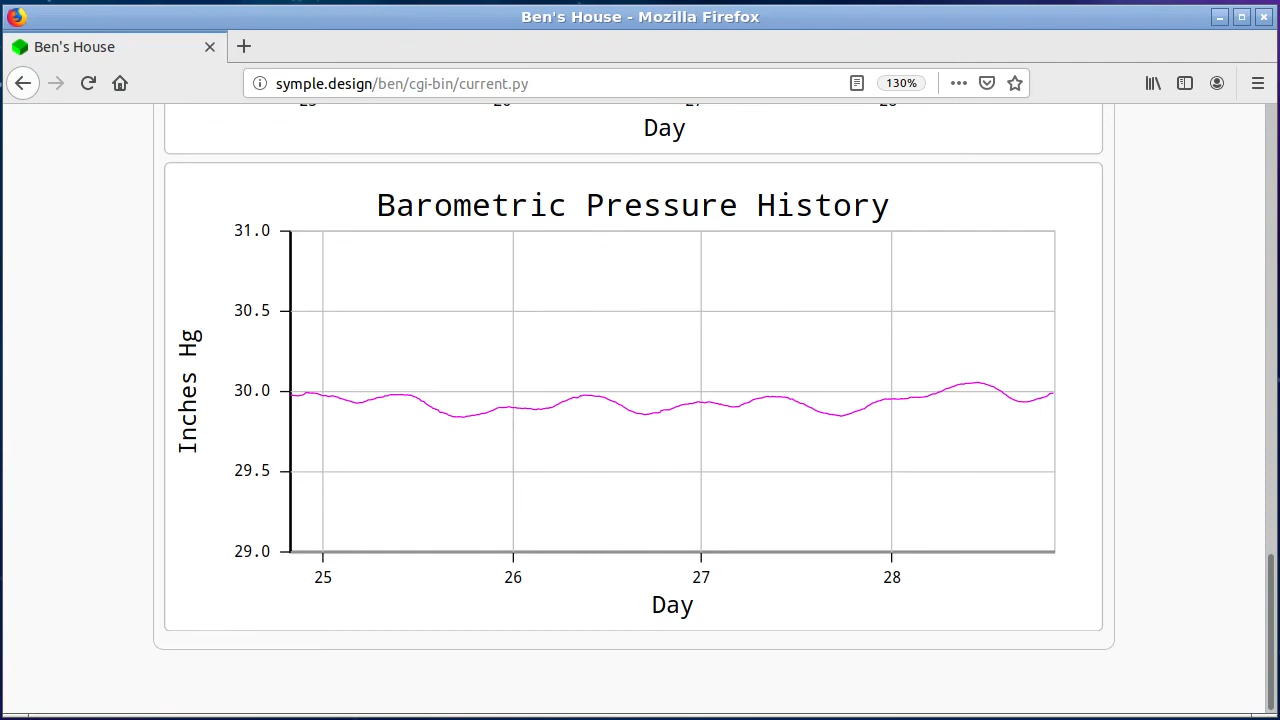 Ben's House - Mozilla Firefox
Ben's House
symple.design/ben/cgi-bin/current.py
130%
Day
Barometric Pressure History
31.0
30.5
30.0
29.5
29.0
Inches Hg
25 26 27 28
Day